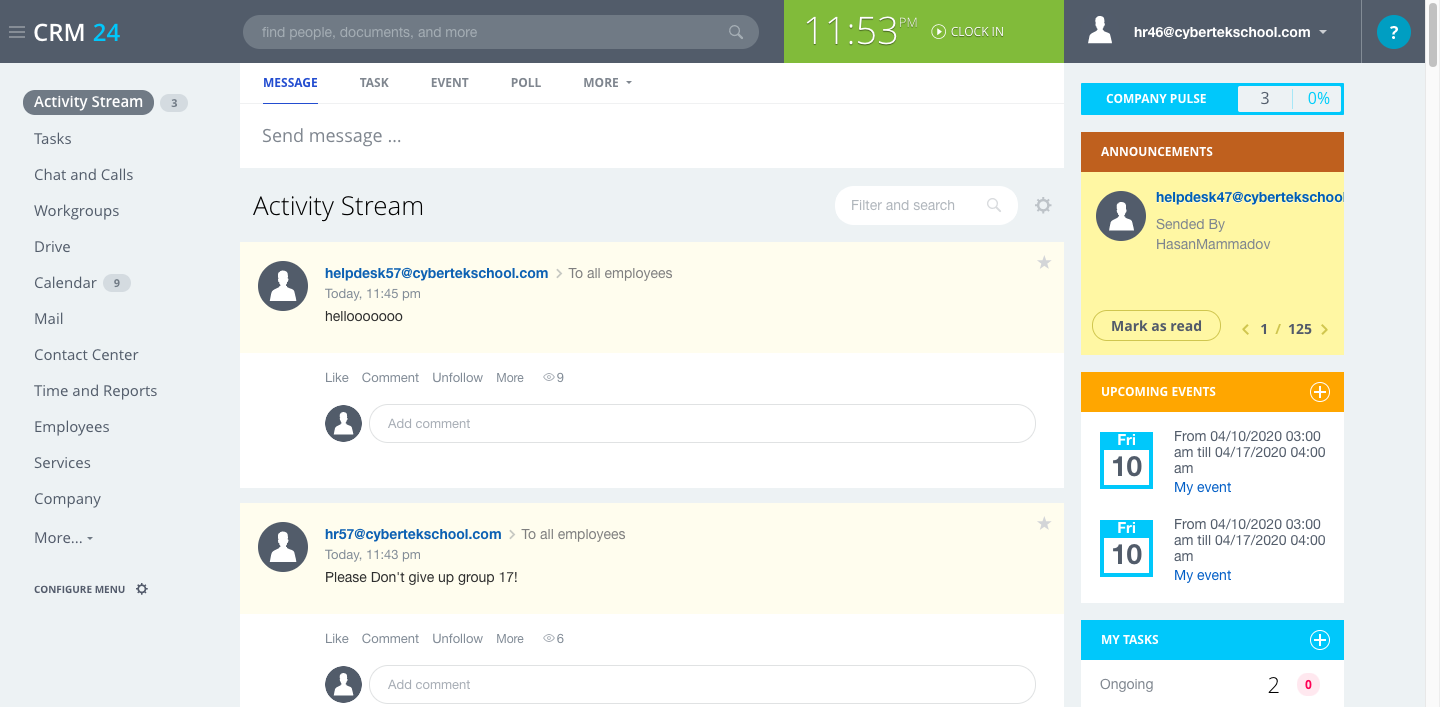 CRM 24
find people, documents, and more
11:53 PM
CLOCK IN
hr46@cybertekschool.com
?
Activity Stream 3
Tasks
Chat and Calls
Workgroups
Drive
Calendar 9
Mail
Contact Center
Time and Reports
Employees
Services
Company
More...
CONFIGURE MENU
MESSAGE TASK EVENT POLL MORE
Send message ...
Activity Stream
Filter and search
helpdesk57@cybertekschool.com > To all employees
Today, 11:45 pm
hellooooooo
Like Comment Unfollow More 9
Add comment
hr57@cybertekschool.com > To all employees
Today, 11:43 pm
Please Don't give up group 17!
Like Comment Unfollow More 6
Add comment
COMPANY PULSE 3 0%
ANNOUNCEMENTS
helpdesk47@cybertekschool
Sended By
HasanMammadov
Mark as read
1 / 125
UPCOMING EVENTS
Fri
10
From 04/10/2020 03:00
am till 04/17/2020 04:00
am
My event
Fri
10
From 04/10/2020 03:00
am till 04/17/2020 04:00
am
My event
MY TASKS
Ongoing 2 0